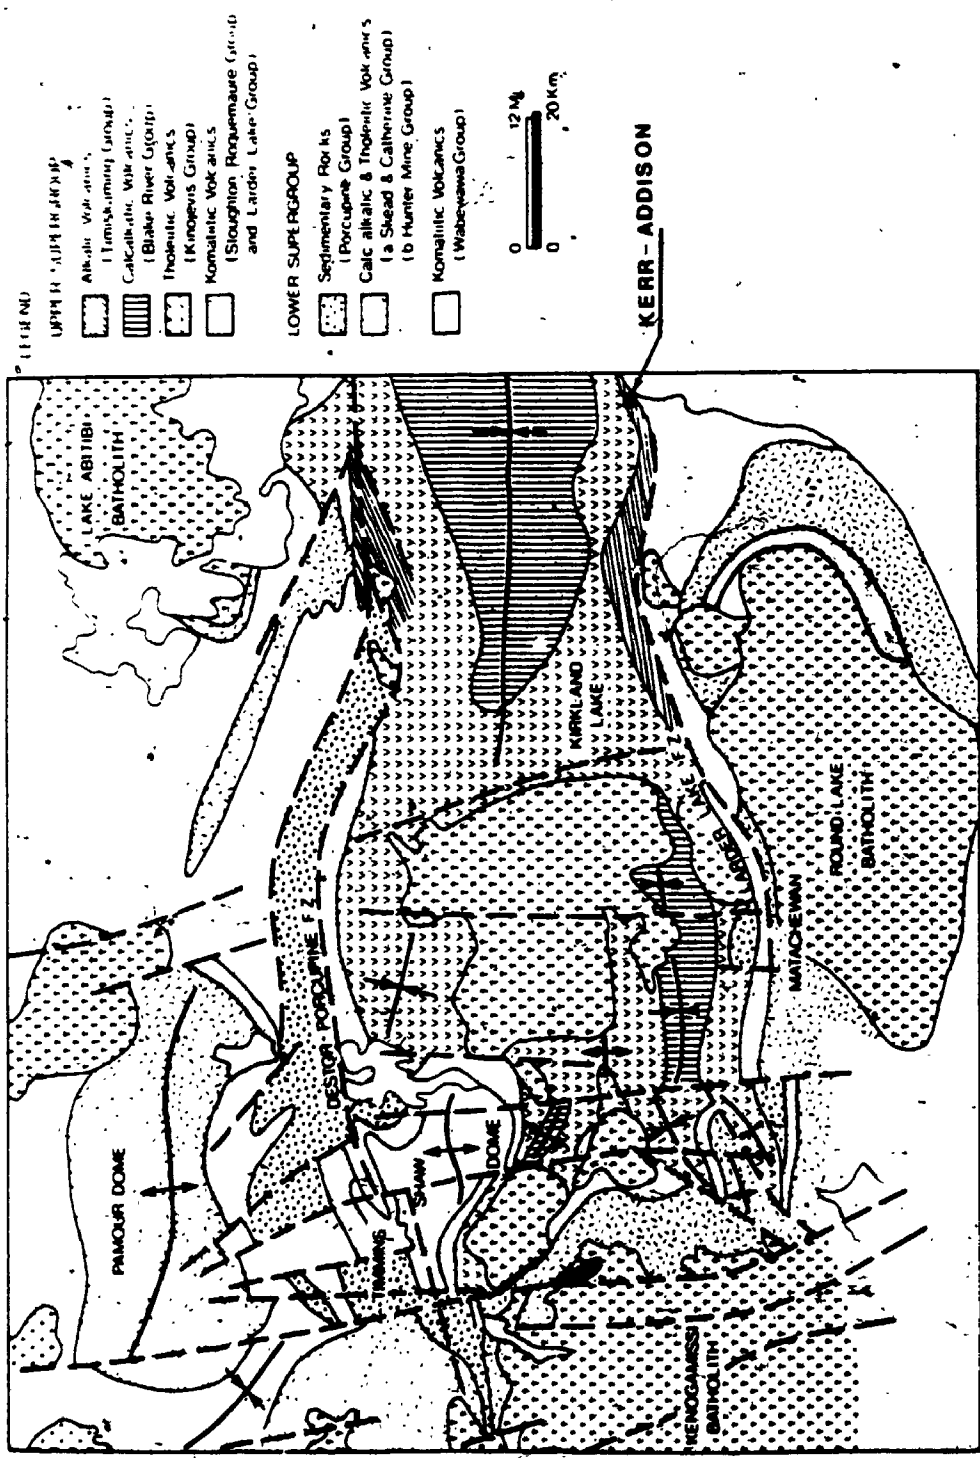 LEGEND
UPPER SUPERGROUP
Alkalic Volcanics
(Timiskaming Group)
Calcalkalic Volcanics
(Blake River Group)
Tholeiitic Volcanics
(Kinojevis Group)
Komatiitic Volcanics
(Stoughton Roquemaure Group
and Larder Lake Group)
LOWER SUPERGROUP
Sedimentary Rocks
(Porcupine Group)
Calc alkalic & Tholeiitic Volcanics
(a Skead & Catherine Group)
(b Hunter Mine Group)
Komatiitic Volcanics
(Wabewawa Group)
0 12 Mi
0 20 Km
KERR-ADDISON
LAKE ABITIBI
BATHOLITH
PAMOUR DOME
DESTOR PORCUPINE F Z
TIMMINS
SHAW
DOME
KIRKLAND
LAKE
LARDER LAKE F Z
MATACHEWAN
ROUND LAKE
BATHOLITH
KENOGAMISSI
BATHOLITH